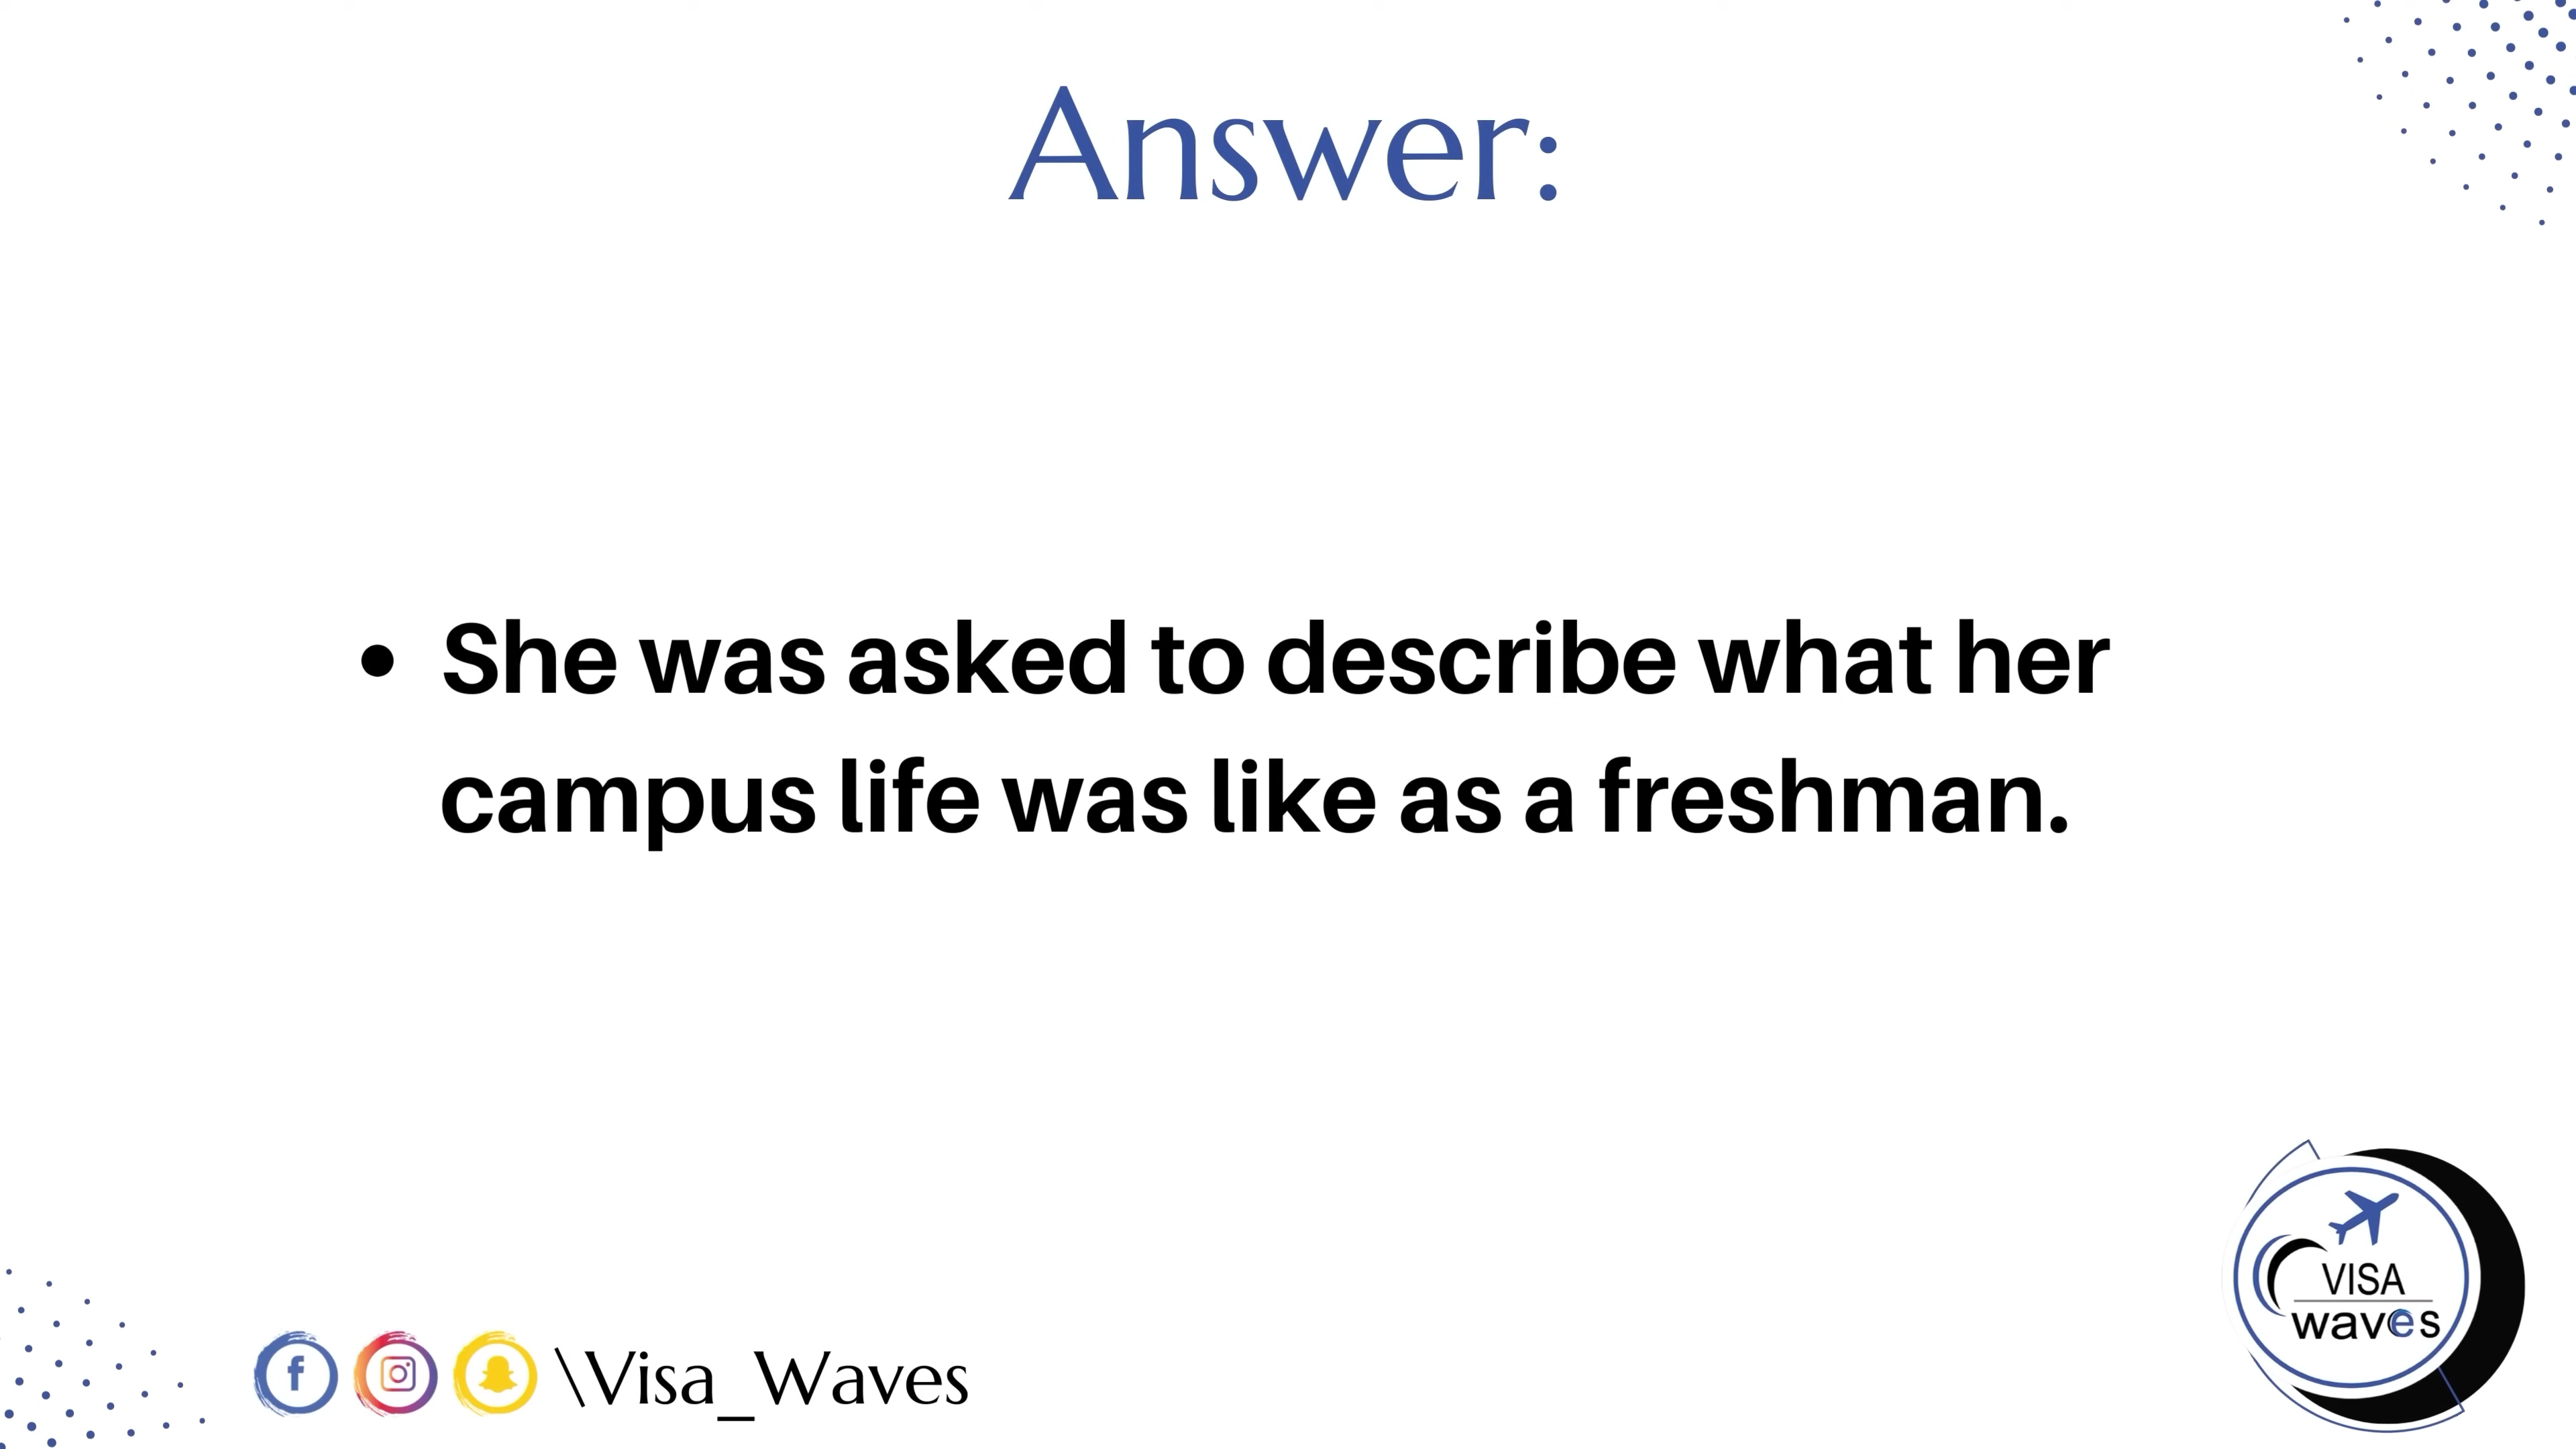 Answer:
• She was asked to describe what her
campus life was like as a freshman.
\Visa_Waves
VISA
waves